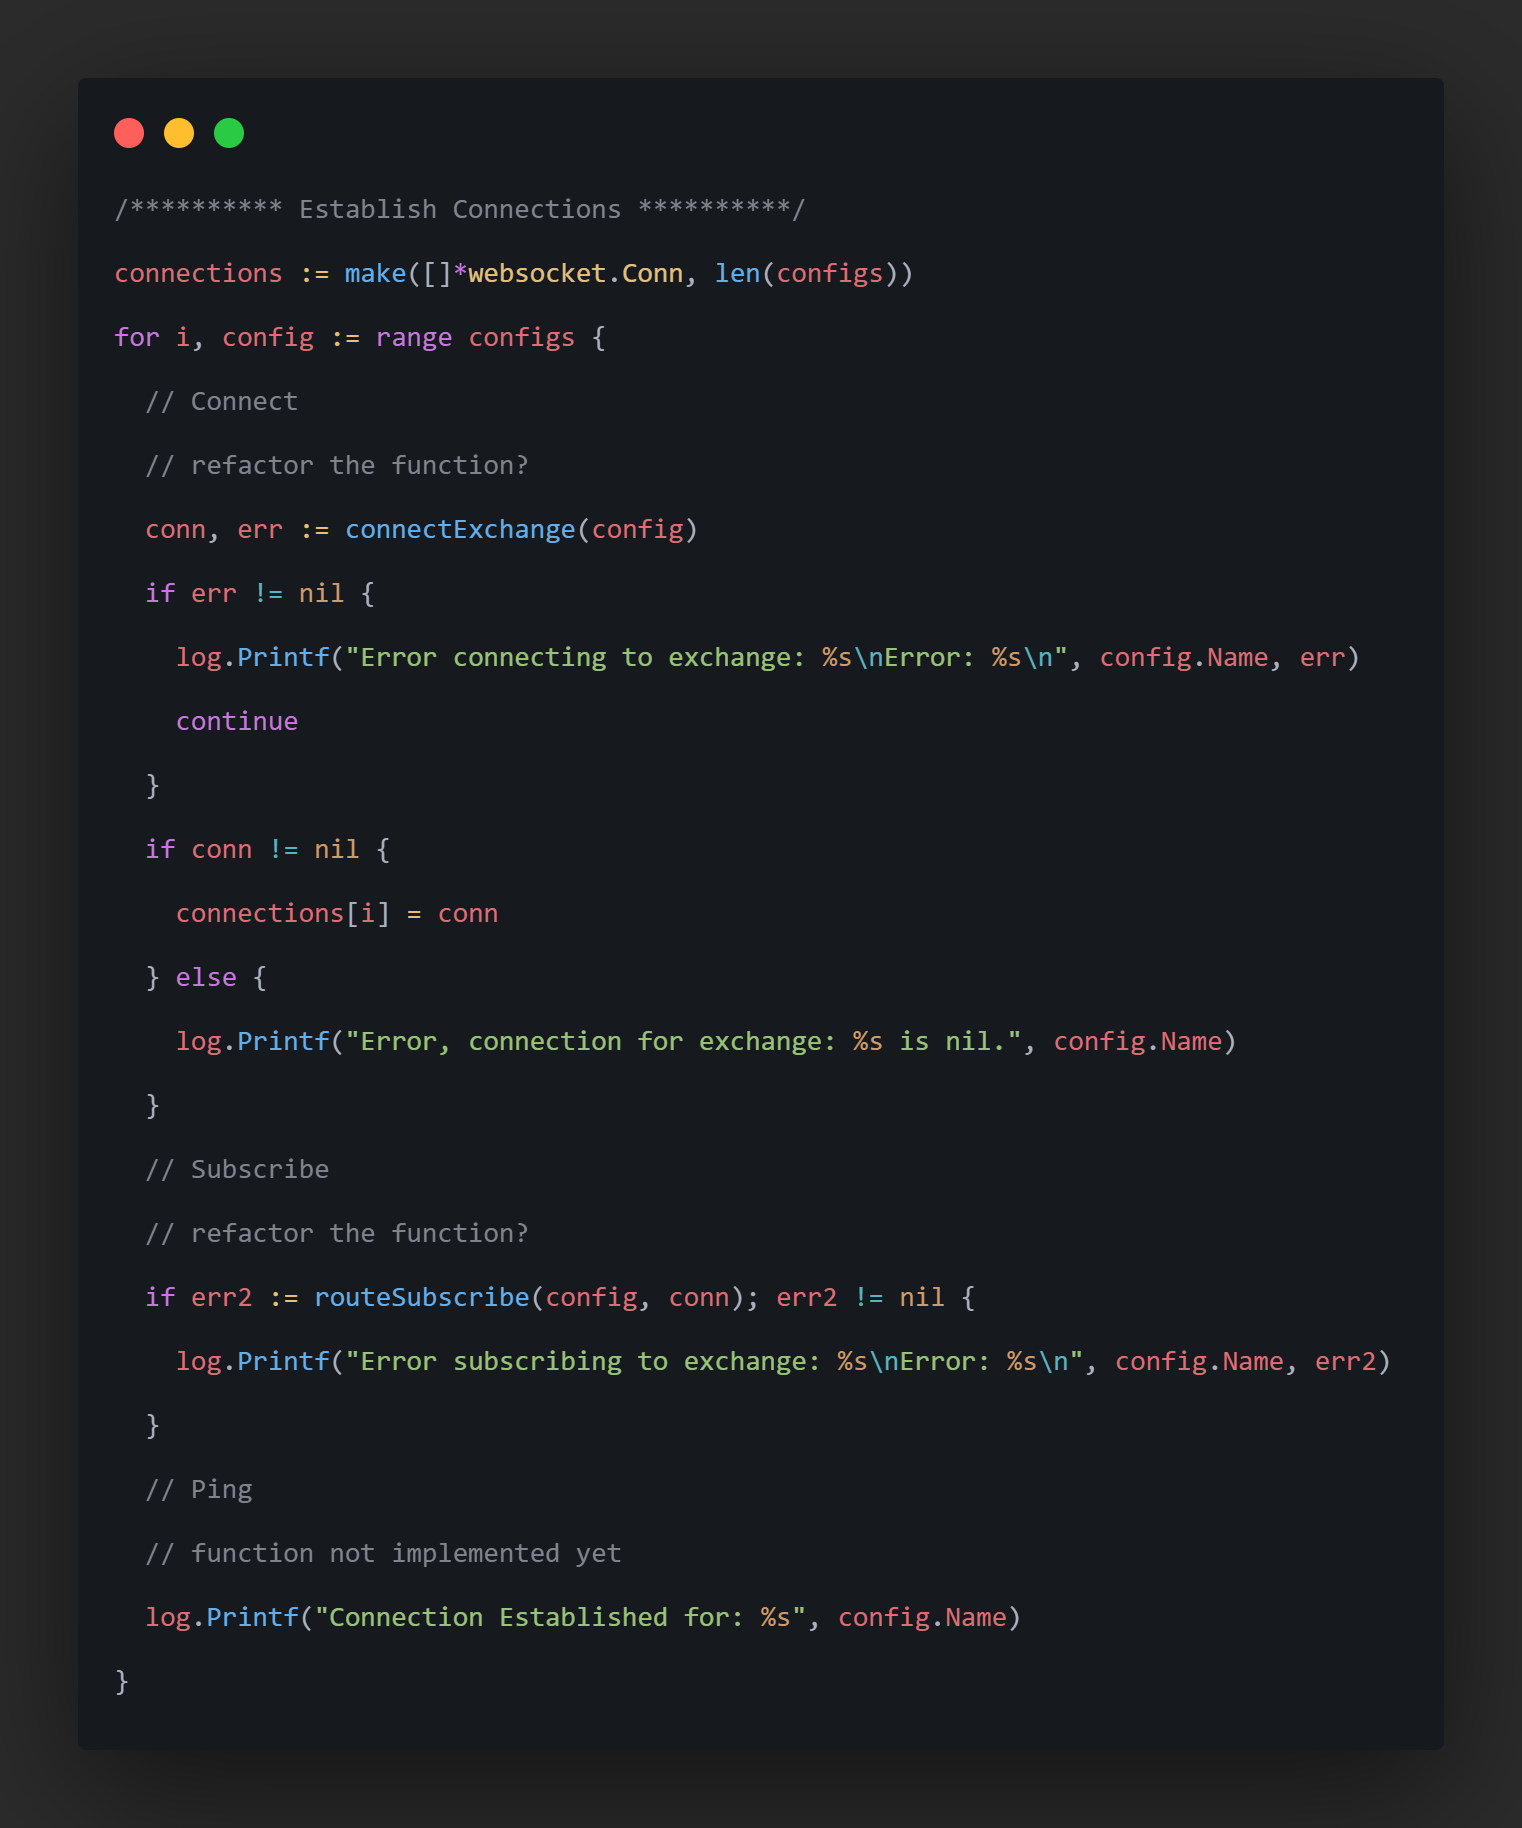 /********** Establish Connections **********/
connections := make([]*websocket.Conn, len(configs))
for i, config := range configs {
  // Connect
  // refactor the function?
  conn, err := connectExchange(config)
  if err != nil {
    log.Printf("Error connecting to exchange: %s\nError: %s\n", config.Name, err)
    continue
  }
  if conn != nil {
    connections[i] = conn
  } else {
    log.Printf("Error, connection for exchange: %s is nil.", config.Name)
  }
  // Subscribe
  // refactor the function?
  if err2 := routeSubscribe(config, conn); err2 != nil {
    log.Printf("Error subscribing to exchange: %s\nError: %s\n", config.Name, err2)
  }
  // Ping
  // function not implemented yet
  log.Printf("Connection Established for: %s", config.Name)
}